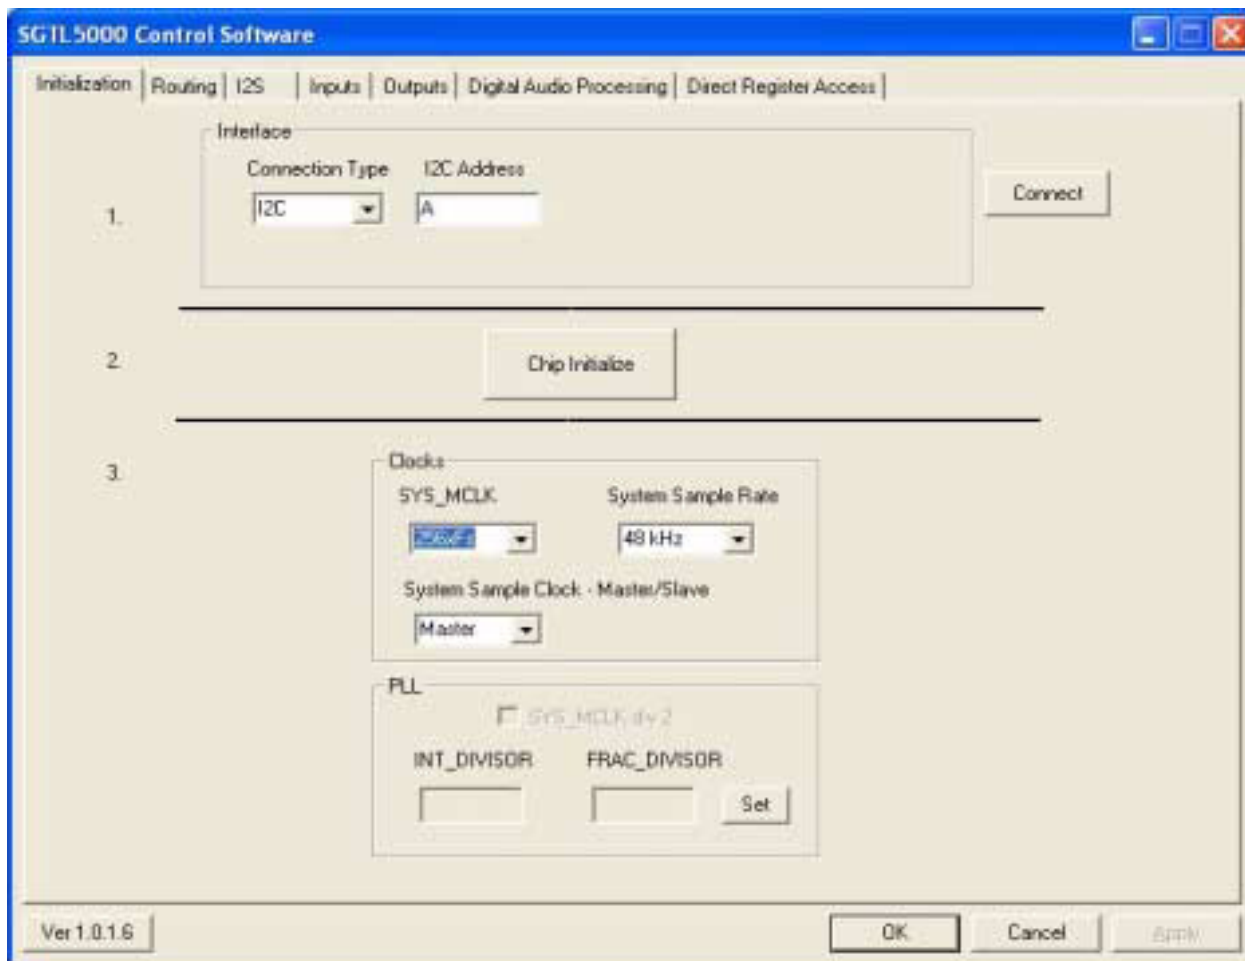 SGTL5000 Control Software
Initialization Routing I2S Inputs Outputs Digital Audio Processing Direct Register Access
Interface
Connection Type I2C Address
1. I2C A Connect
2. Chip Initialize
3.
Clocks
SYS_MCLK System Sample Rate
256xFs 48 kHz
System Sample Clock - Master/Slave
Master
PLL
SYS_MCLK div 2
INT_DIVISOR FRAC_DIVISOR
Set
Ver 1.0.1.6 OK Cancel Apply